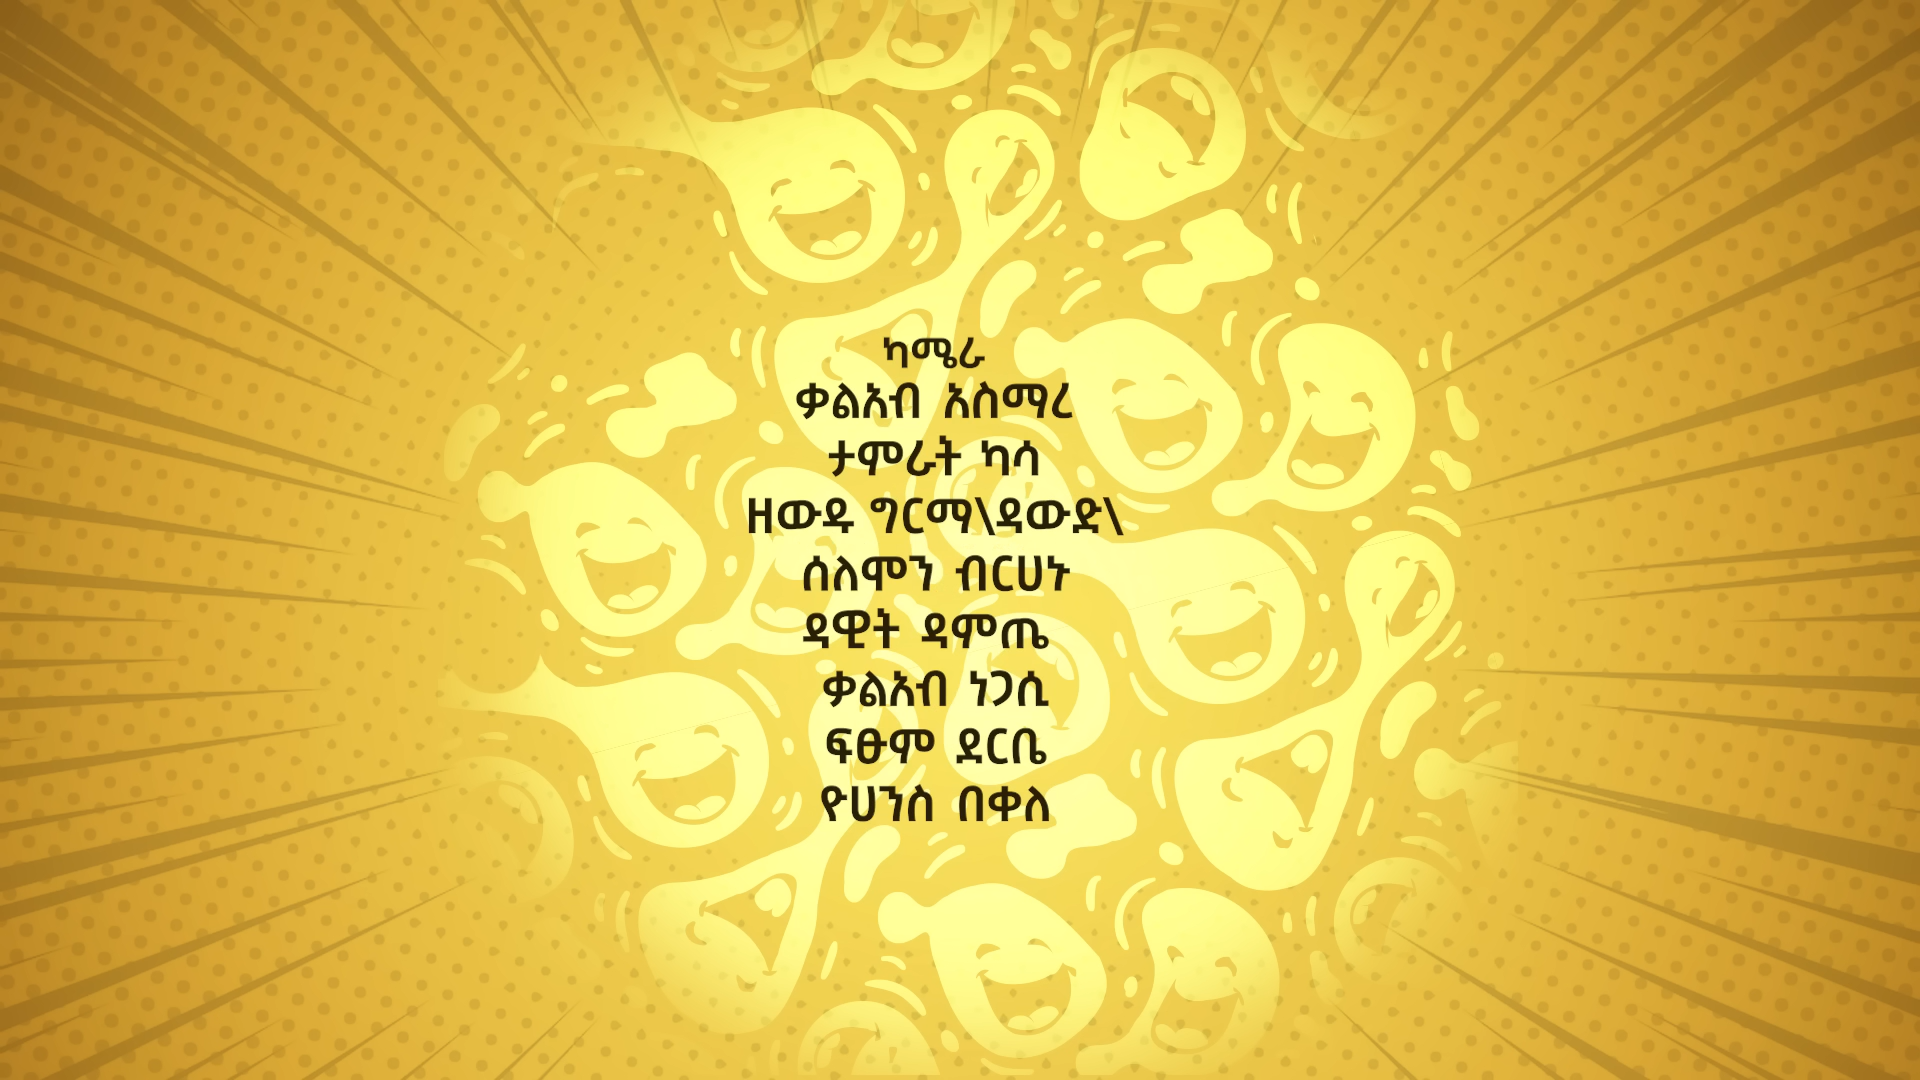 ካሜራ
ቃልአብ አስማረ
ታምራት ካሳ
ዘውዱ ግርማ\ዳውድ\
ሰለሞን ብርሀኑ
ዳዊት ዳምጤ
ቃልአብ ነጋሲ
ፍፁም ደርቤ
ዮሀንስ በቀለ